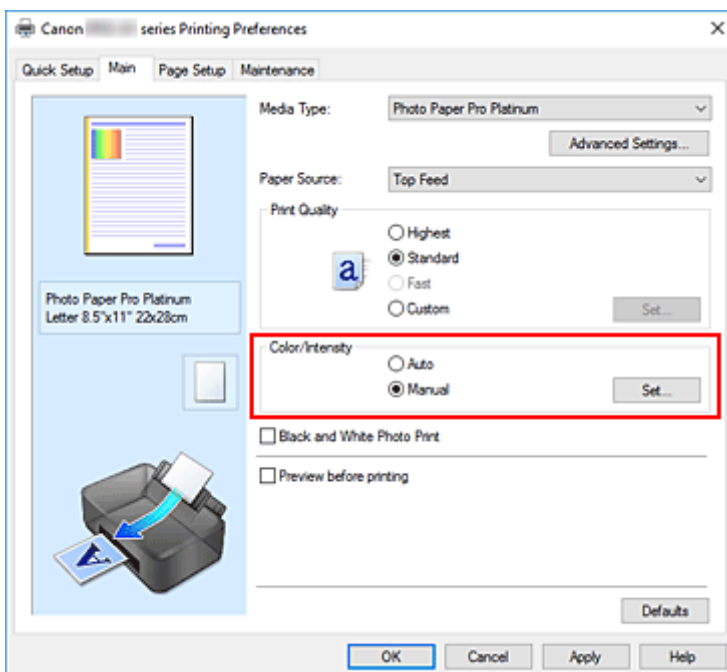 Canon series Printing Preferences
Quick Setup Main Page Setup Maintenance
Media Type: Photo Paper Pro Platinum
Advanced Settings...
Paper Source: Top Feed
Print Quality
Highest
Standard
Fast
Custom Set...
a
Photo Paper Pro Platinum
Letter 8.5"x11" 22x28cm
Color/Intensity
Auto
Manual Set...
Black and White Photo Print
Preview before printing
A
Defaults
OK Cancel Apply Help